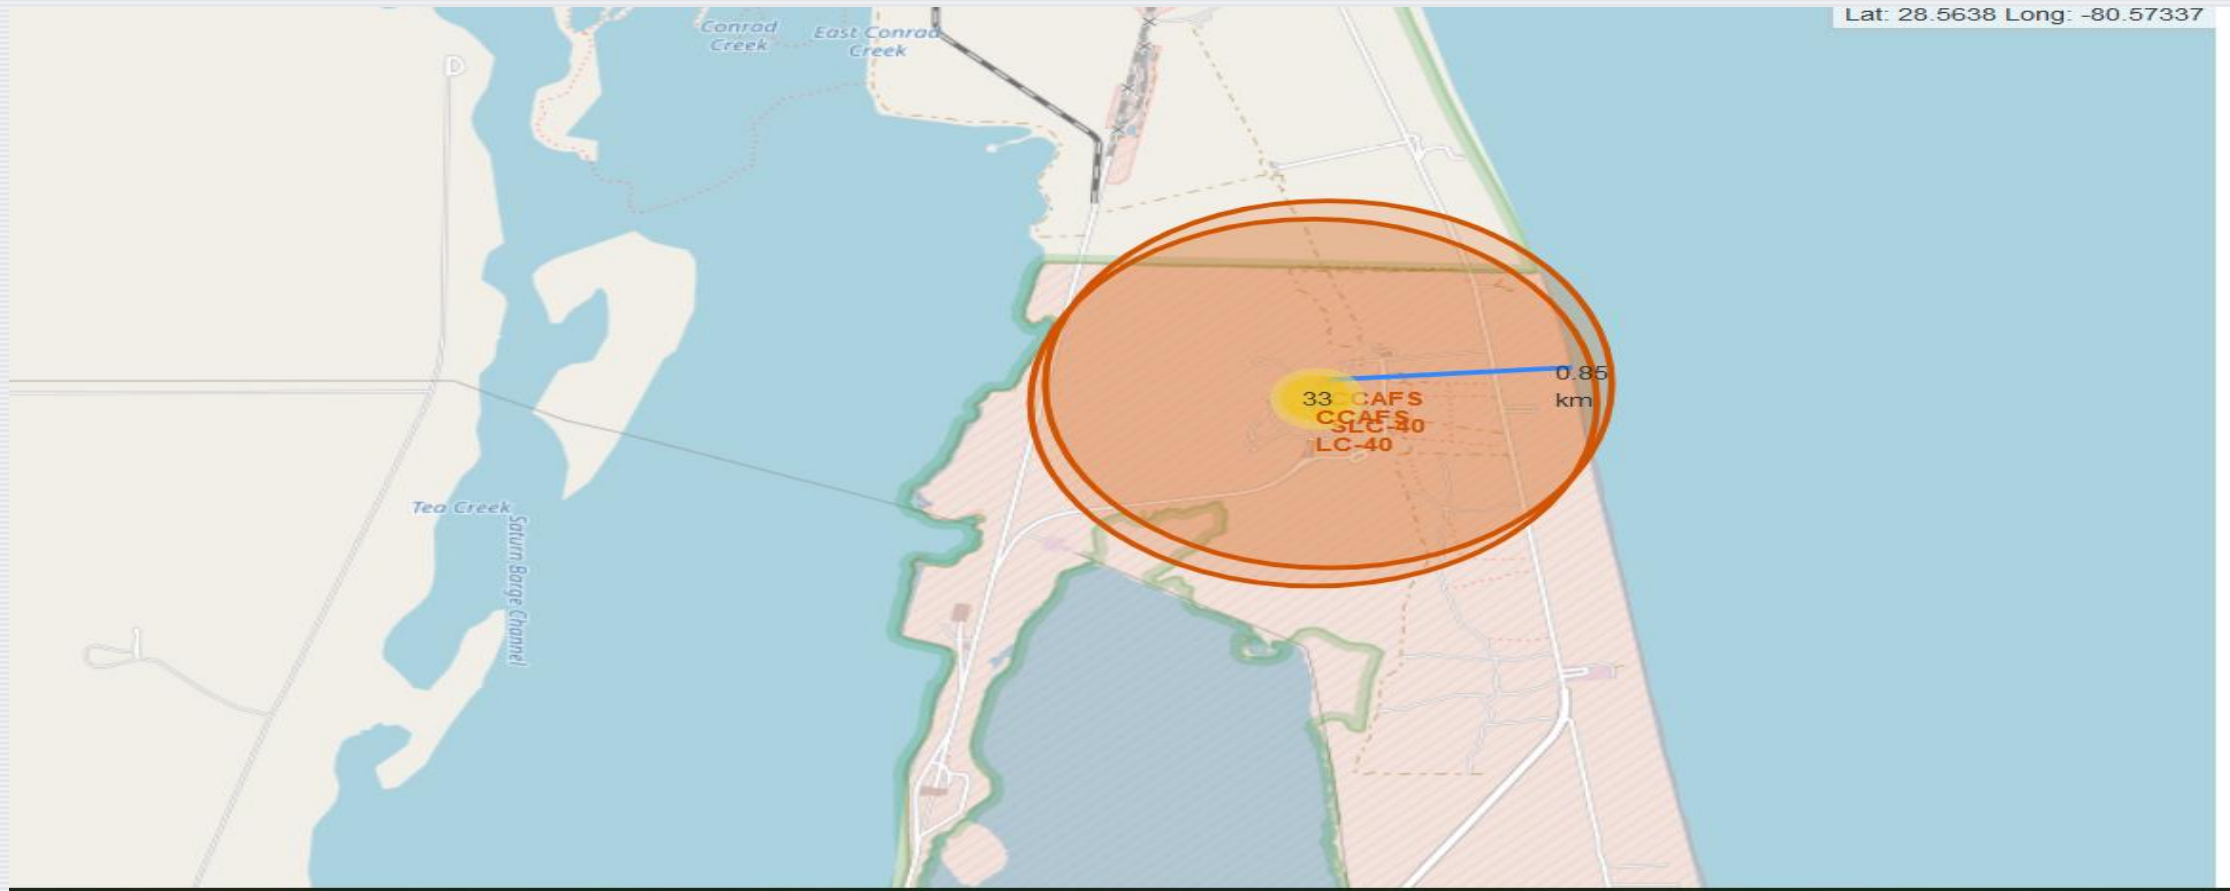 Lat: 28.5638 Long: -80.57337
Conrad
Creek
East Conrad
Creek
0.85
km
33
CCAFS
SLC-40
CCAFS
LC-40
Tea Creek
Saturn Barge Channel